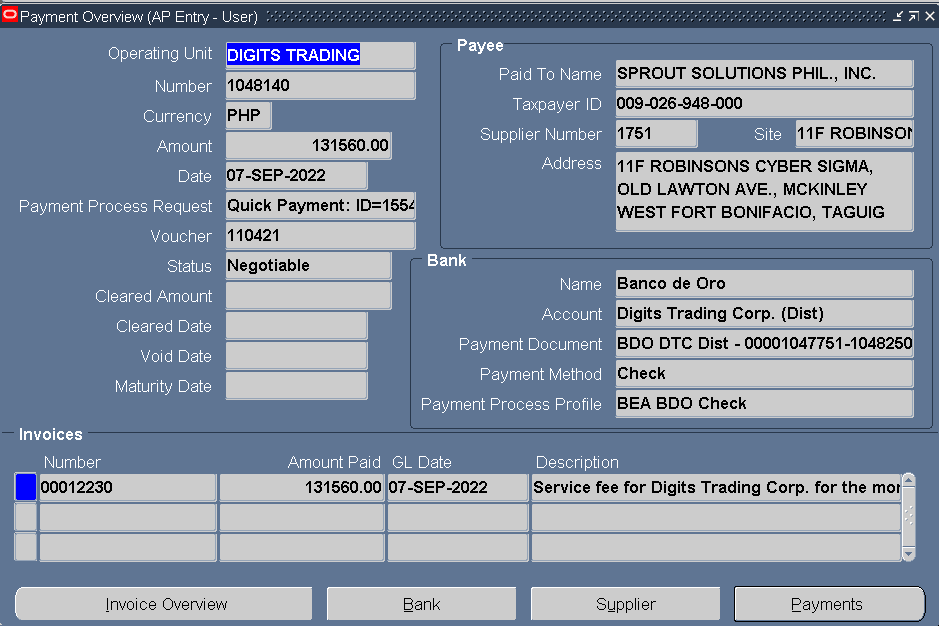 Payment Overview (AP Entry - User)
Operating Unit DIGITS TRADING
Number 1048140
Currency PHP
Amount 131560.00
Date 07-SEP-2022
Payment Process Request Quick Payment: ID=1554
Voucher 110421
Status Negotiable
Cleared Amount
Cleared Date
Void Date
Maturity Date
Payee
Paid To Name SPROUT SOLUTIONS PHIL., INC.
Taxpayer ID 009-026-948-000
Supplier Number 1751 Site 11F ROBINSON
Address 11F ROBINSONS CYBER SIGMA,
OLD LAWTON AVE., MCKINLEY
WEST FORT BONIFACIO, TAGUIG
Bank
Name Banco de Oro
Account Digits Trading Corp. (Dist)
Payment Document BDO DTC Dist - 00001047751-1048250
Payment Method Check
Payment Process Profile BEA BDO Check
Invoices
Number Amount Paid GL Date Description
00012230 131560.00 07-SEP-2022 Service fee for Digits Trading Corp. for the mor
Invoice Overview Bank Supplier Payments